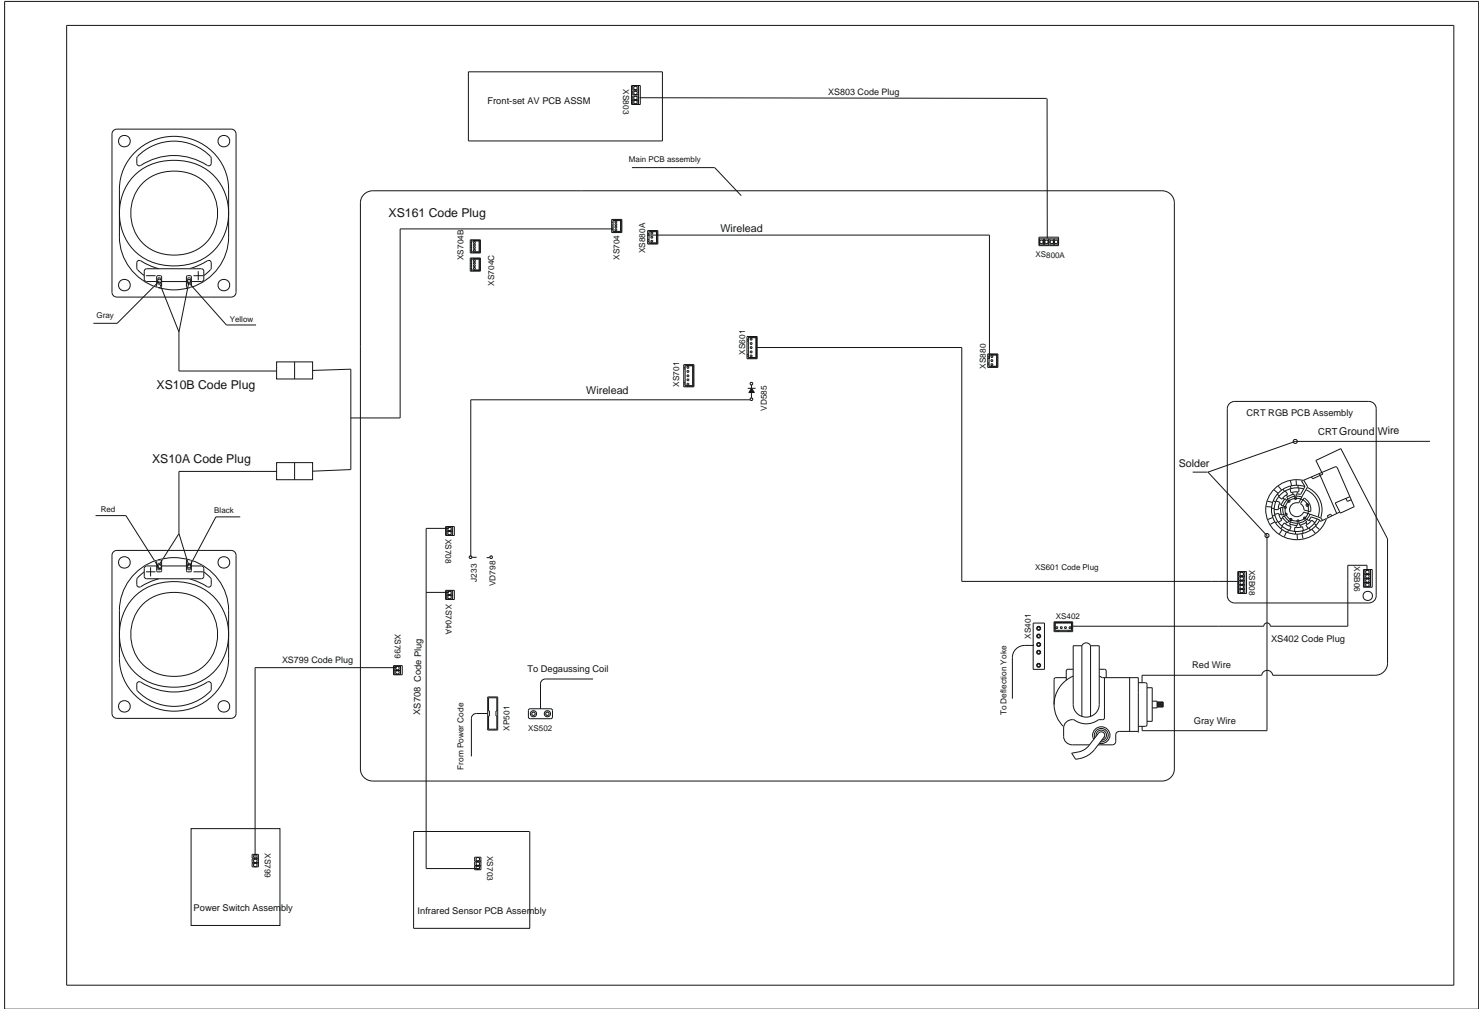 Front-set AV PCB ASSM
XS803
XS803 Code Plug
Main PCB assembly
XS161 Code Plug
XS704B
XS704C
XS704
XS880A
Wirelead
XS800A
Gray
Yellow
XS10B Code Plug
XS601
XS701
XS880
Wirelead
VD585
CRT RGB PCB Assembly
CRT Ground Wire
Solder
XS10A Code Plug
Red
Black
XS708
J233
VD798
XS704A
XS601 Code Plug
XSB08
XSB06
XS401
XS402
XS402 Code Plug
XS799
XS799 Code Plug
XS708 Code Plug
To Degaussing Coil
To Deflection Yoke
Red Wire
From Power Code
XP501
XS502
Gray Wire
XS799
XS703
Power Switch Assembly
Infrared Sensor PCB Assembly